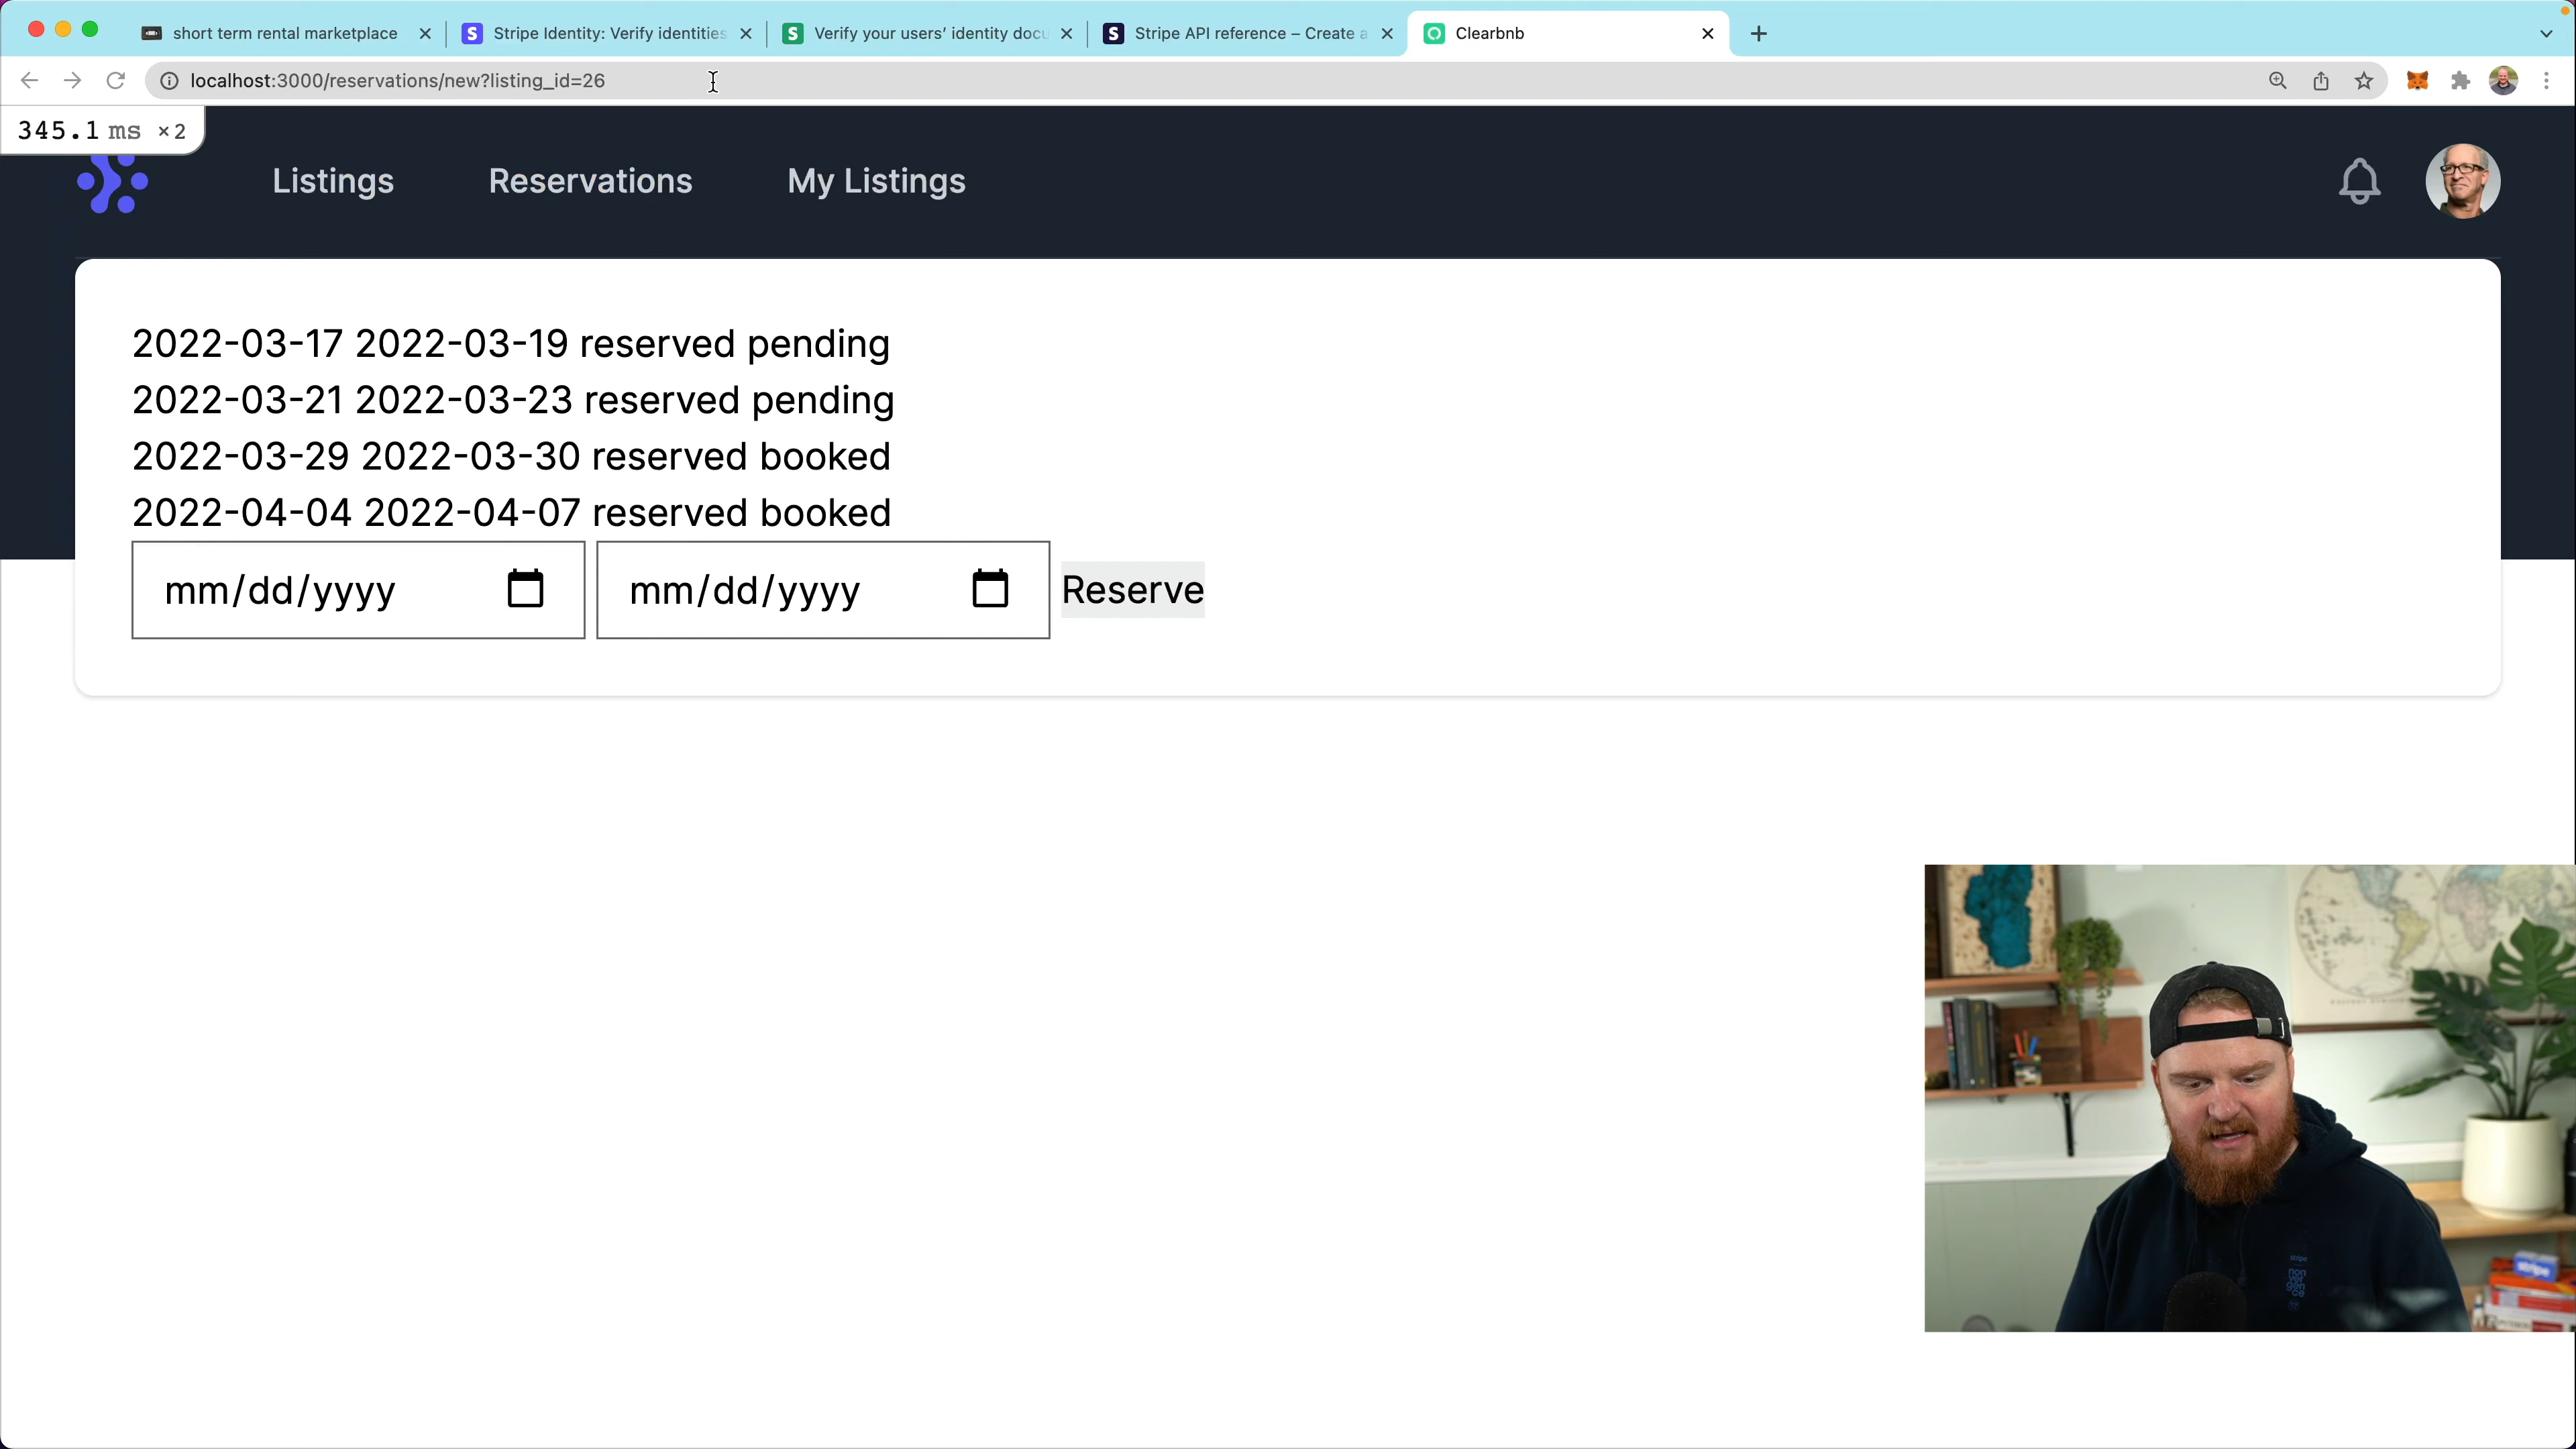 short term rental marketplace
Stripe Identity: Verify identities
Verify your users' identity docu
Stripe API reference – Create a
Clearbnb
localhost:3000/reservations/new?listing_id=26
345.1 ms ×2
Listings Reservations My Listings
2022-03-17 2022-03-19 reserved pending
2022-03-21 2022-03-23 reserved pending
2022-03-29 2022-03-30 reserved booked
2022-04-04 2022-04-07 reserved booked
mm/dd/yyyy mm/dd/yyyy Reserve
stripe